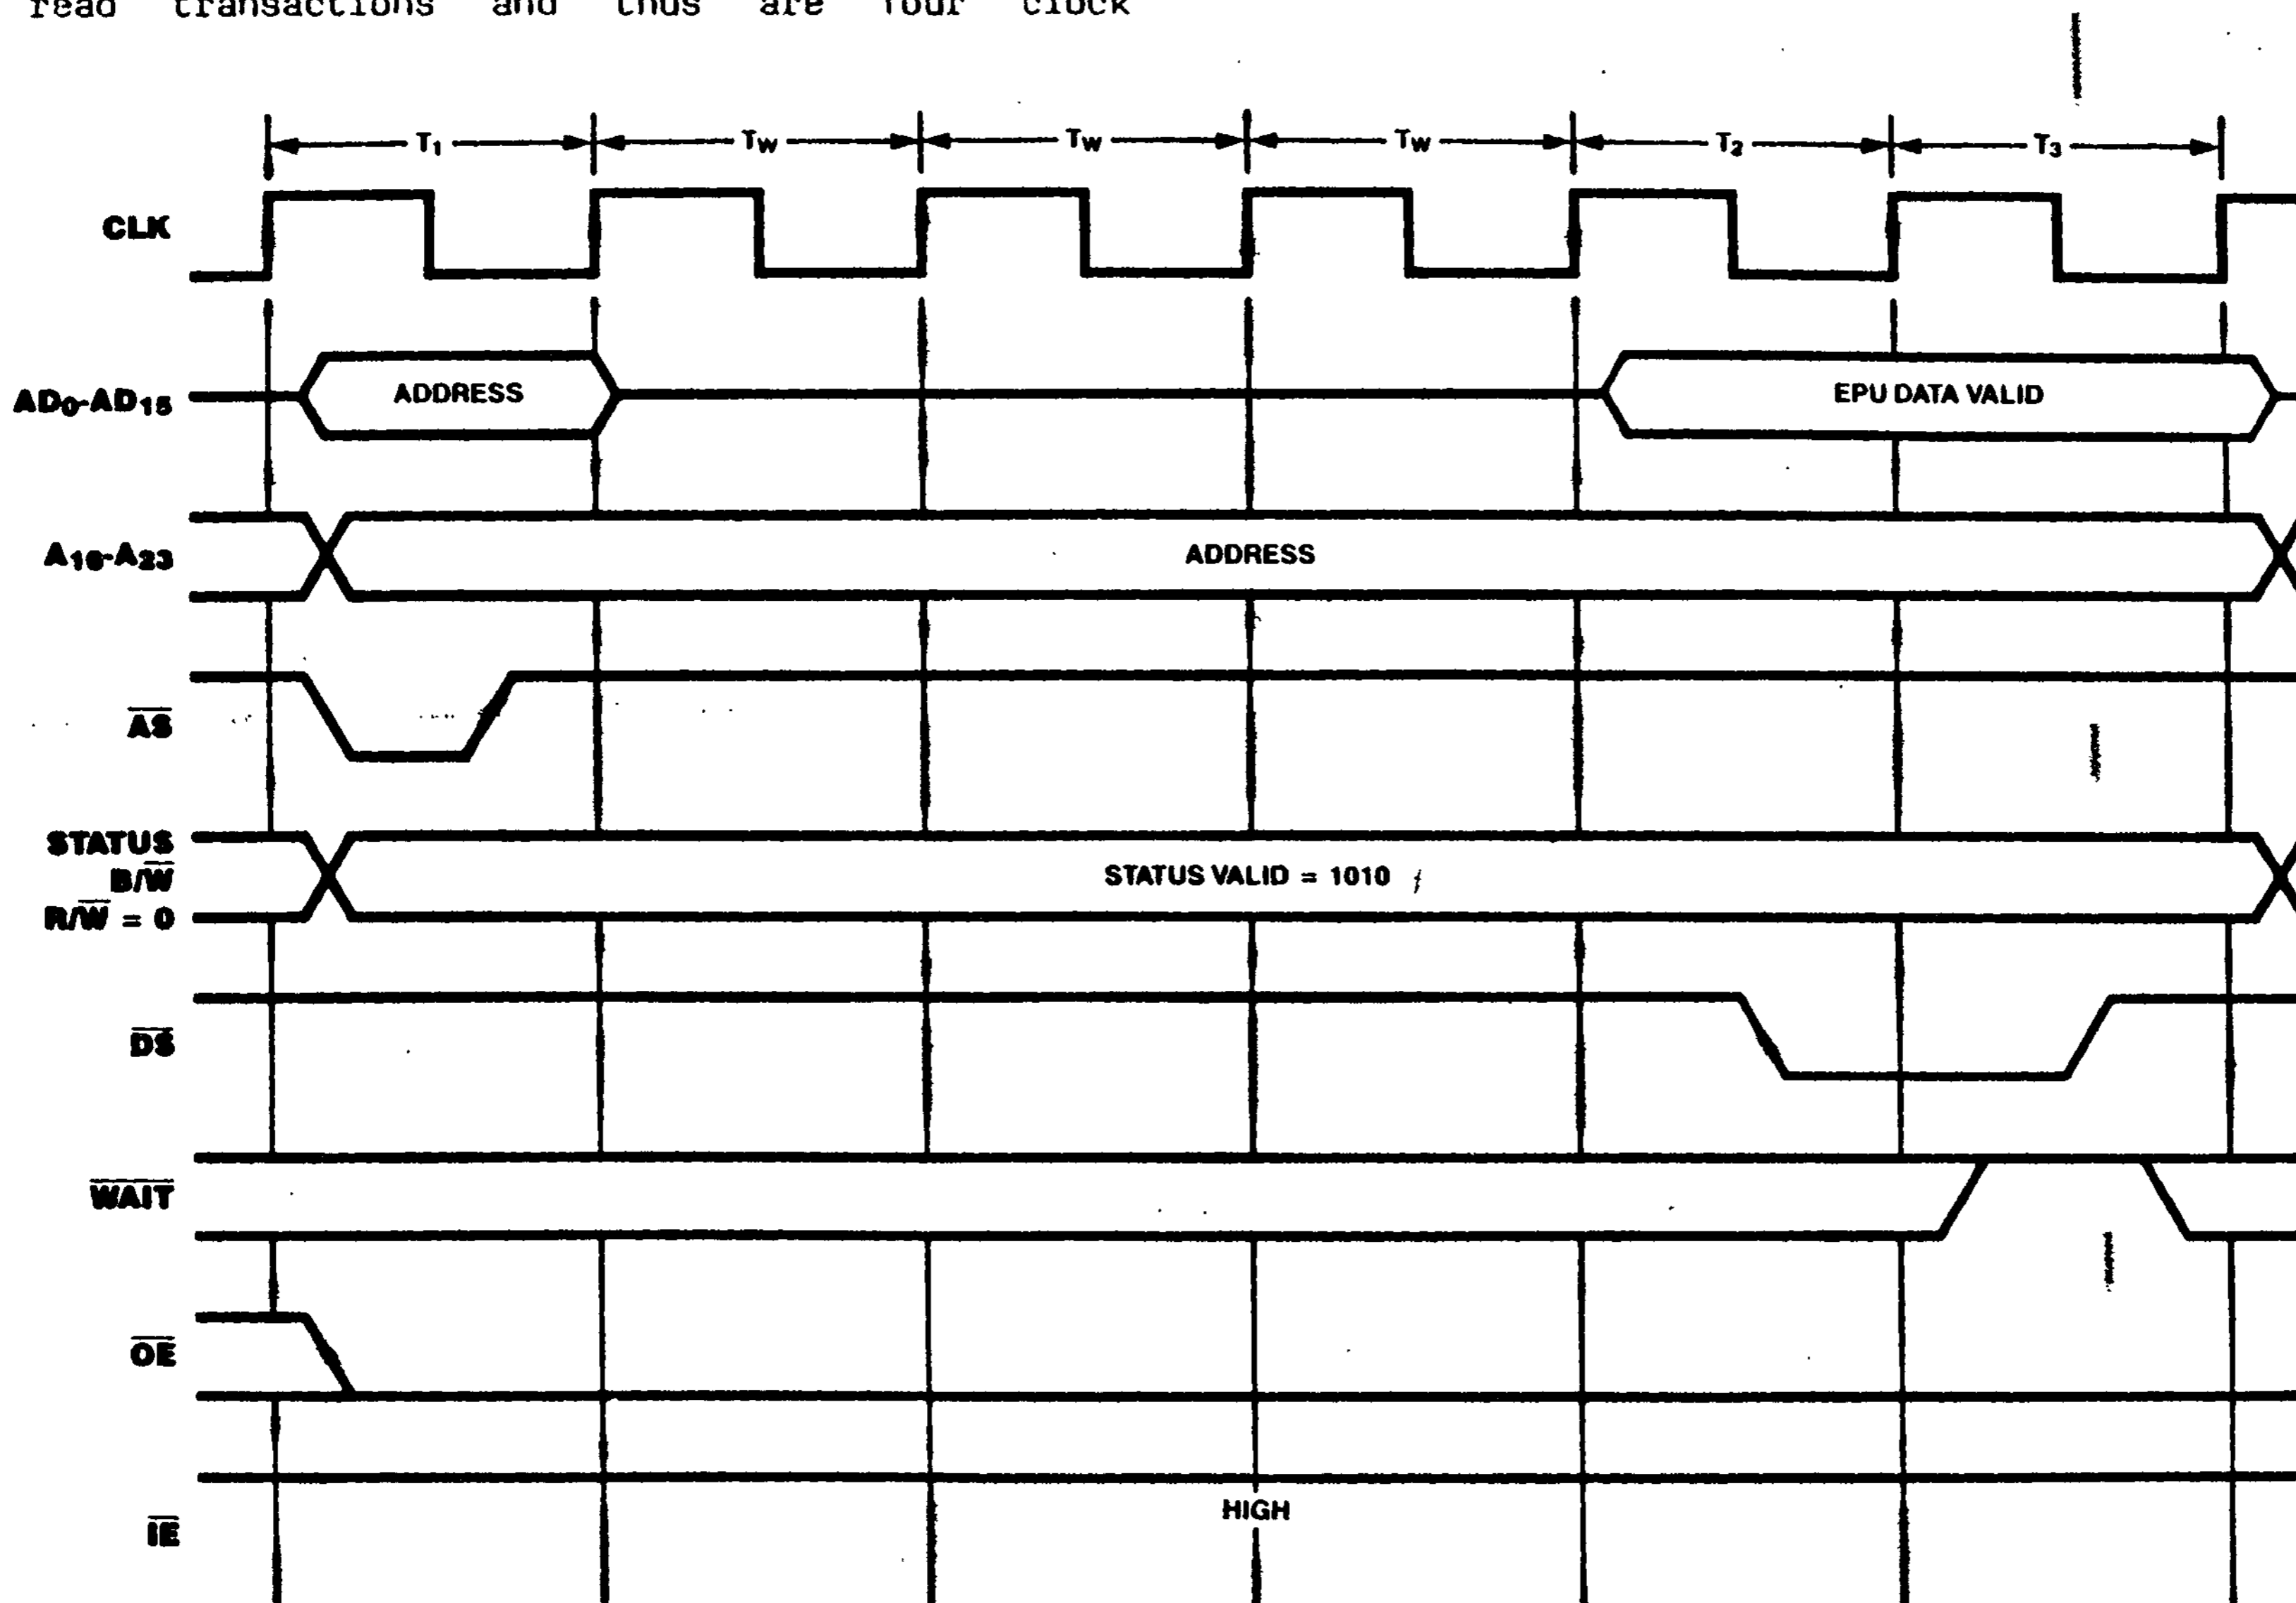 read transactions and thus are four clock
T1 TW TW TW T2 T3
CLK
AD0-AD15 ADDRESS EPU DATA VALID
A16-A23 ADDRESS
AS
STATUS
B/W STATUS VALID = 1010
R/W = 0
DS
WAIT
OE
HIGH
IE